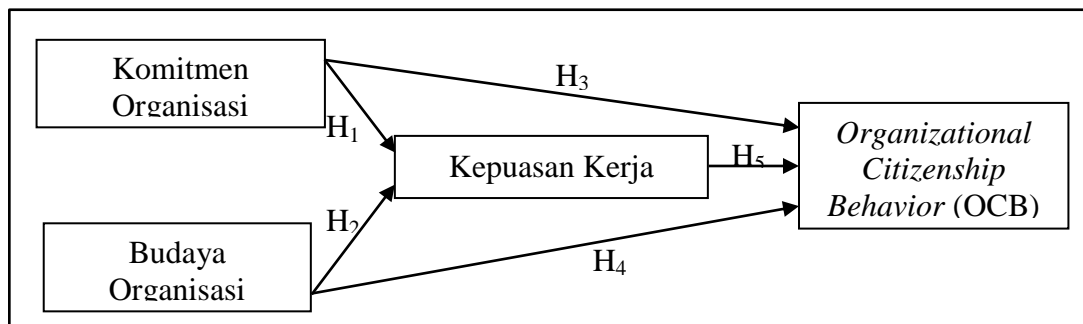 Komitmen
Organisasi
H3
H1
Kepuasan Kerja
H5
Organizational
Citizenship
Behavior (OCB)
H2
Budaya
Organisasi
H4